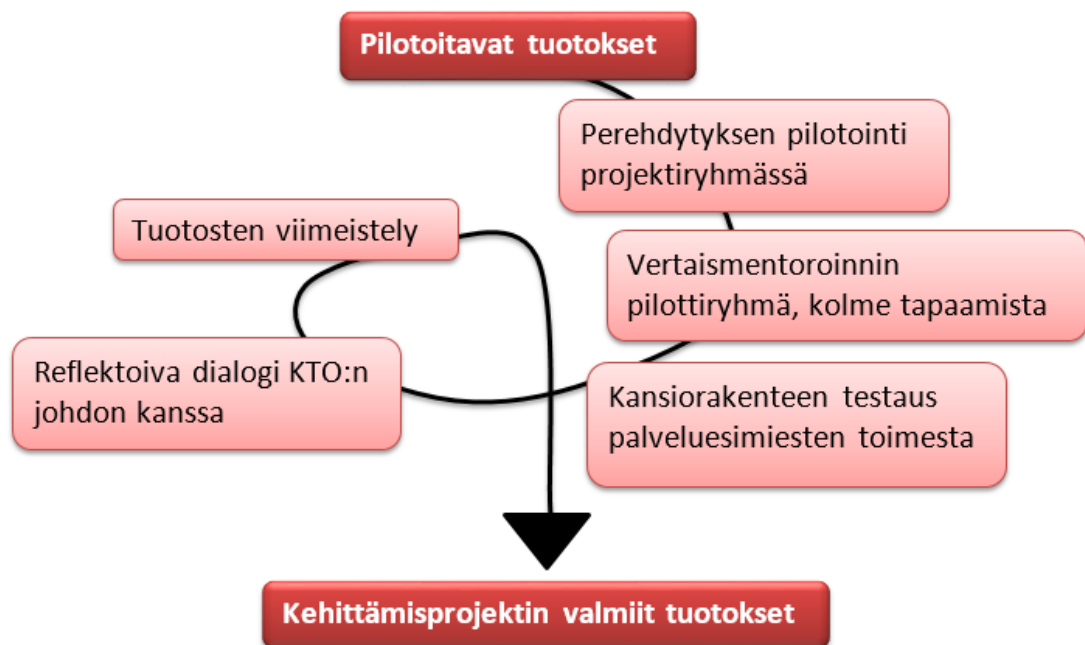 Pilotoitavat tuotokset
Perehdytyksen pilotointi
projektiryhmässä
Vertaismentoroinnin
pilottiryhmä, kolme tapaamista
Kansiorakenteen testaus
palveluesimiesten toimesta
Reflektoiva dialogi KTO:n
johdon kanssa
Tuotosten viimeistely
Kehittämisprojektin valmiit tuotokset